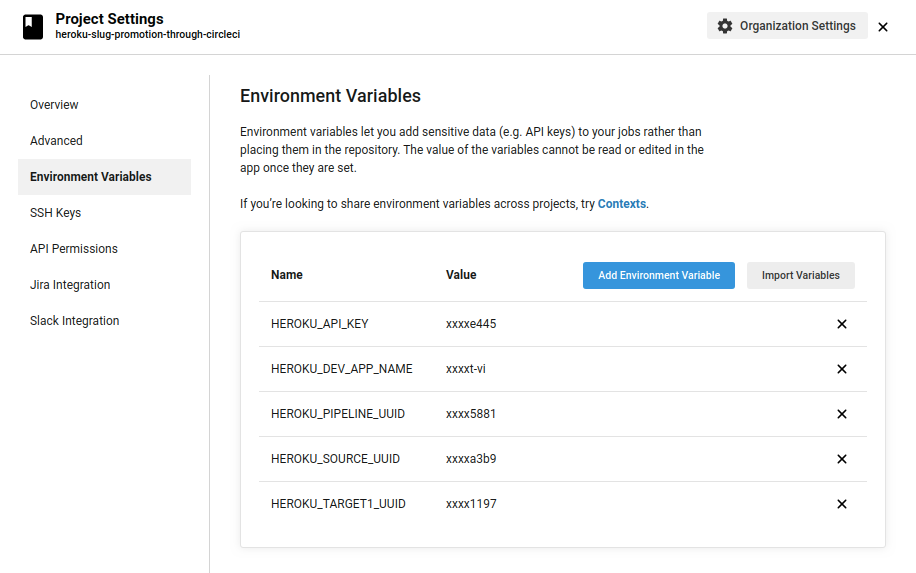 Project Settings
heroku-slug-promotion-through-circleci
Organization Settings
Overview
Advanced
Environment Variables
SSH Keys
API Permissions
Jira Integration
Slack Integration
Environment Variables
Environment variables let you add sensitive data (e.g. API keys) to your jobs rather than
placing them in the repository. The value of the variables cannot be read or edited in the
app once they are set.
If you're looking to share environment variables across projects, try Contexts.
Name Value Add Environment Variable Import Variables
HEROKU_API_KEY xxxxe445
HEROKU_DEV_APP_NAME xxxxt-vi
HEROKU_PIPELINE_UUID xxxx5881
HEROKU_SOURCE_UUID xxxxa3b9
HEROKU_TARGET1_UUID xxxx1197